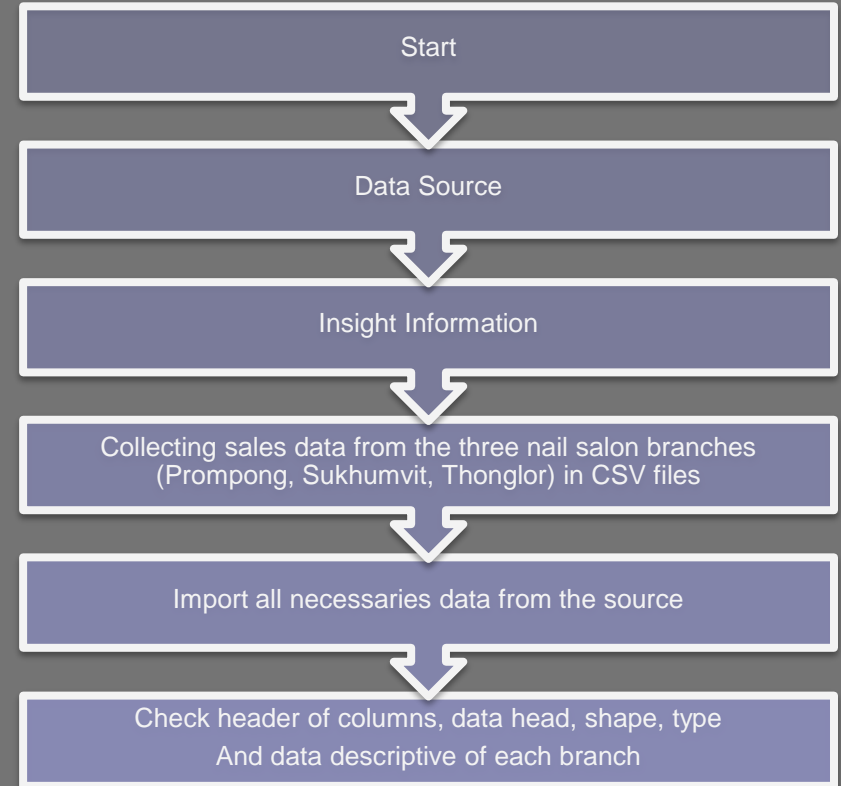 Start
Data Source
Insight Information
Collecting sales data from the three nail salon branches
(Prompong, Sukhumvit, Thonglor) in CSV files
Import all necessaries data from the source
Check header of columns, data head, shape, type
And data descriptive of each branch